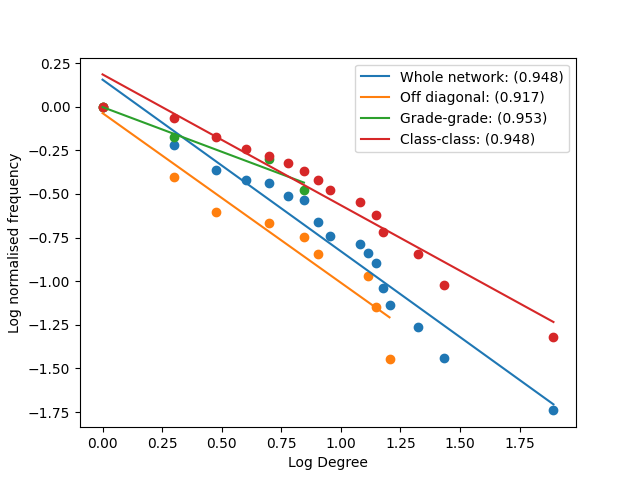 0.25
0.00
−0.25
−0.50
−0.75
−1.00
−1.25
−1.50
−1.75
Log normalised frequency
Whole network: (0.948)
Off diagonal: (0.917)
Grade-grade: (0.953)
Class-class: (0.948)
0.00 0.25 0.50 0.75 1.00 1.25 1.50 1.75
Log Degree